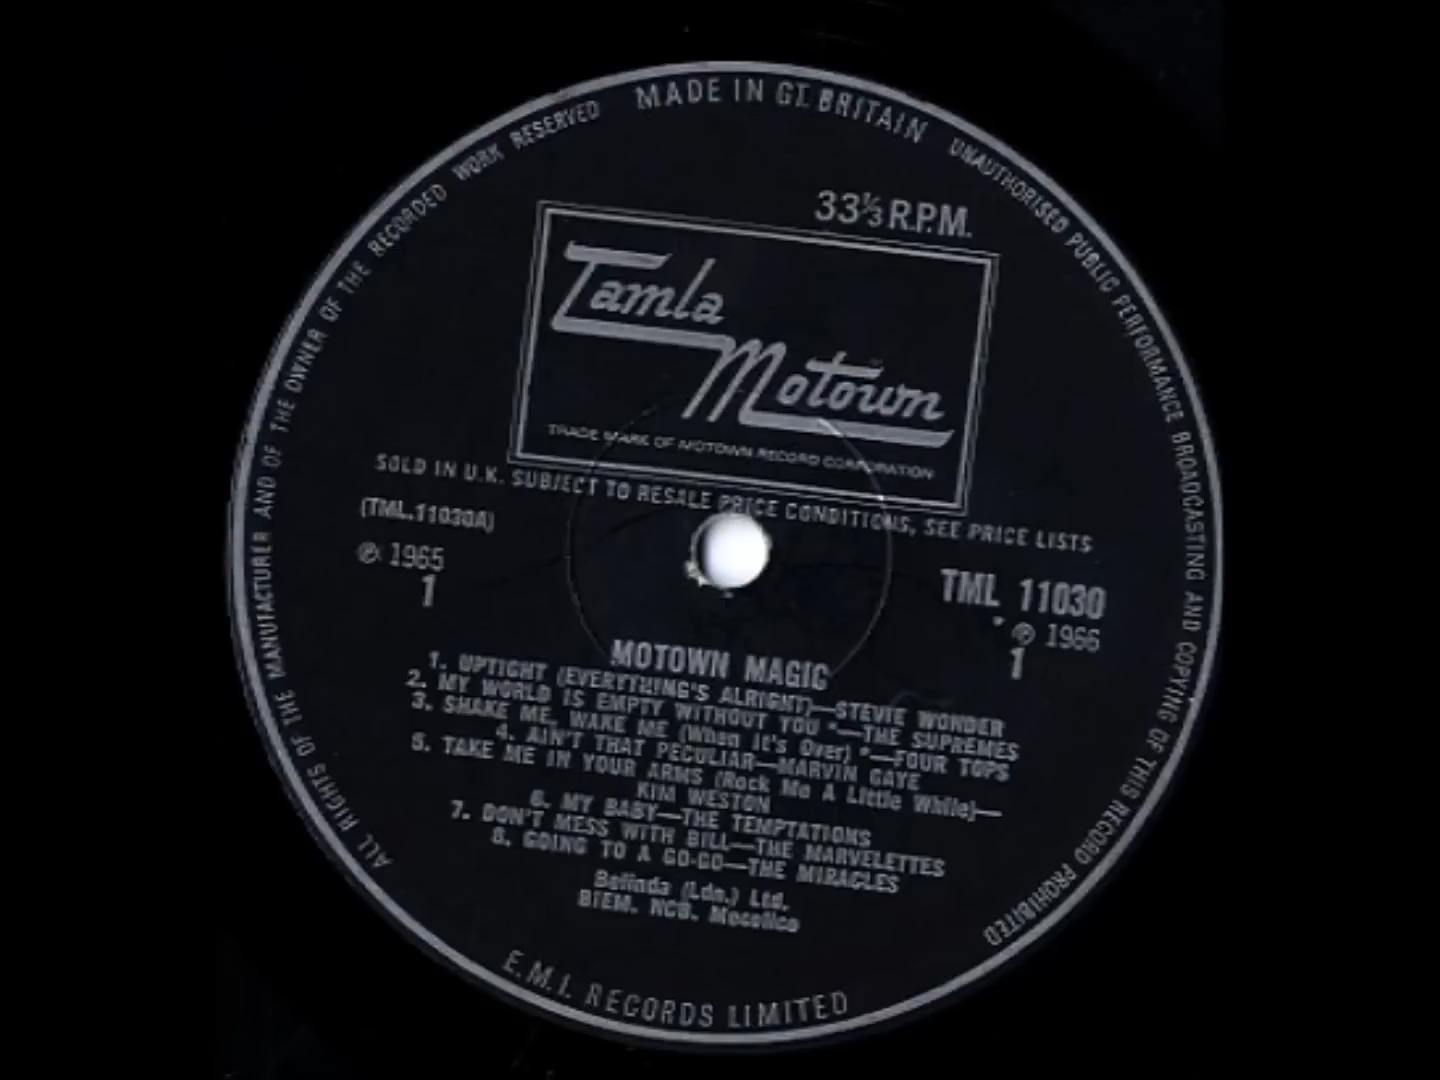 MADE IN GT. BRITAIN
UNAUTHORISED PUBLIC PERFORMANCE BROADCASTING AND COPYING OF THIS RECORD PROHIBITED
ALL RIGHTS OF THE MANUFACTURER AND OF THE OWNER OF THE RECORDED WORK RESERVED
33⅓ R.P.M.
Tamla
Motown
TRADE MARK OF MOTOWN RECORD CORPORATION
SOLD IN U.K. SUBJECT TO RESALE PRICE CONDITIONS, SEE PRICE LISTS
(TML.11030A)
℗ 1965
1
TML 11030
* ℗ 1966
1
MOTOWN MAGIC
1. UPTIGHT (EVERYTHING'S ALRIGHT)—STEVIE WONDER
2. MY WORLD IS EMPTY WITHOUT YOU *—THE SUPREMES
3. SHAKE ME, WAKE ME (When It's Over) *—FOUR TOPS
4. AIN'T THAT PECULIAR—MARVIN GAYE
5. TAKE ME IN YOUR ARMS (Rock Me A Little While)—
KIM WESTON
6. MY BABY—THE TEMPTATIONS
7. DON'T MESS WITH BILL—THE MARVELETTES
8. GOING TO A GO-GO—THE MIRACLES
Belinda (Ldn.) Ltd.
BIEM. NCB. Mecolico
E.M.I. RECORDS LIMITED